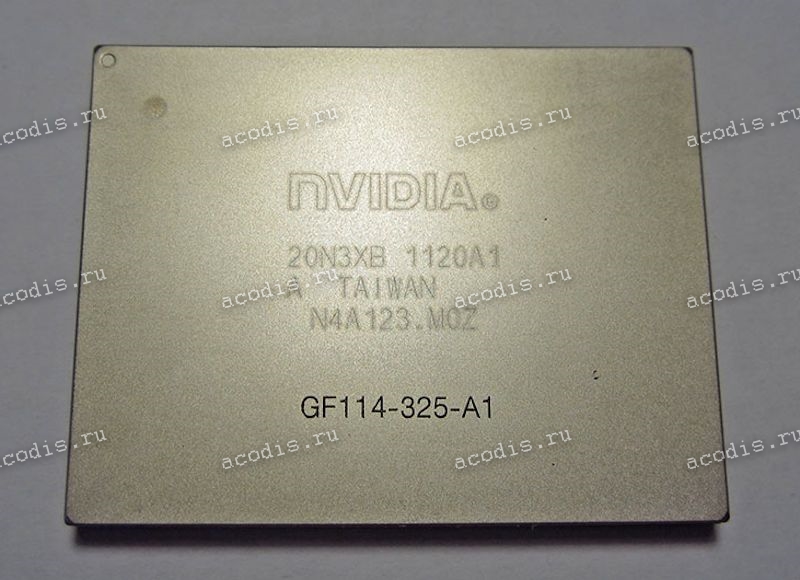 acodis.ru acodis.ru acodis.ru
acodis.ru
nVIDIA®
20N3XB 1120A1
A TAIWAN
N4A123.M0Z
acodis.ru acodis.ru acodis.ru acodis.ru
GF114-325-A1
acodis.ru acodis.ru acodis.ru acodis.ru